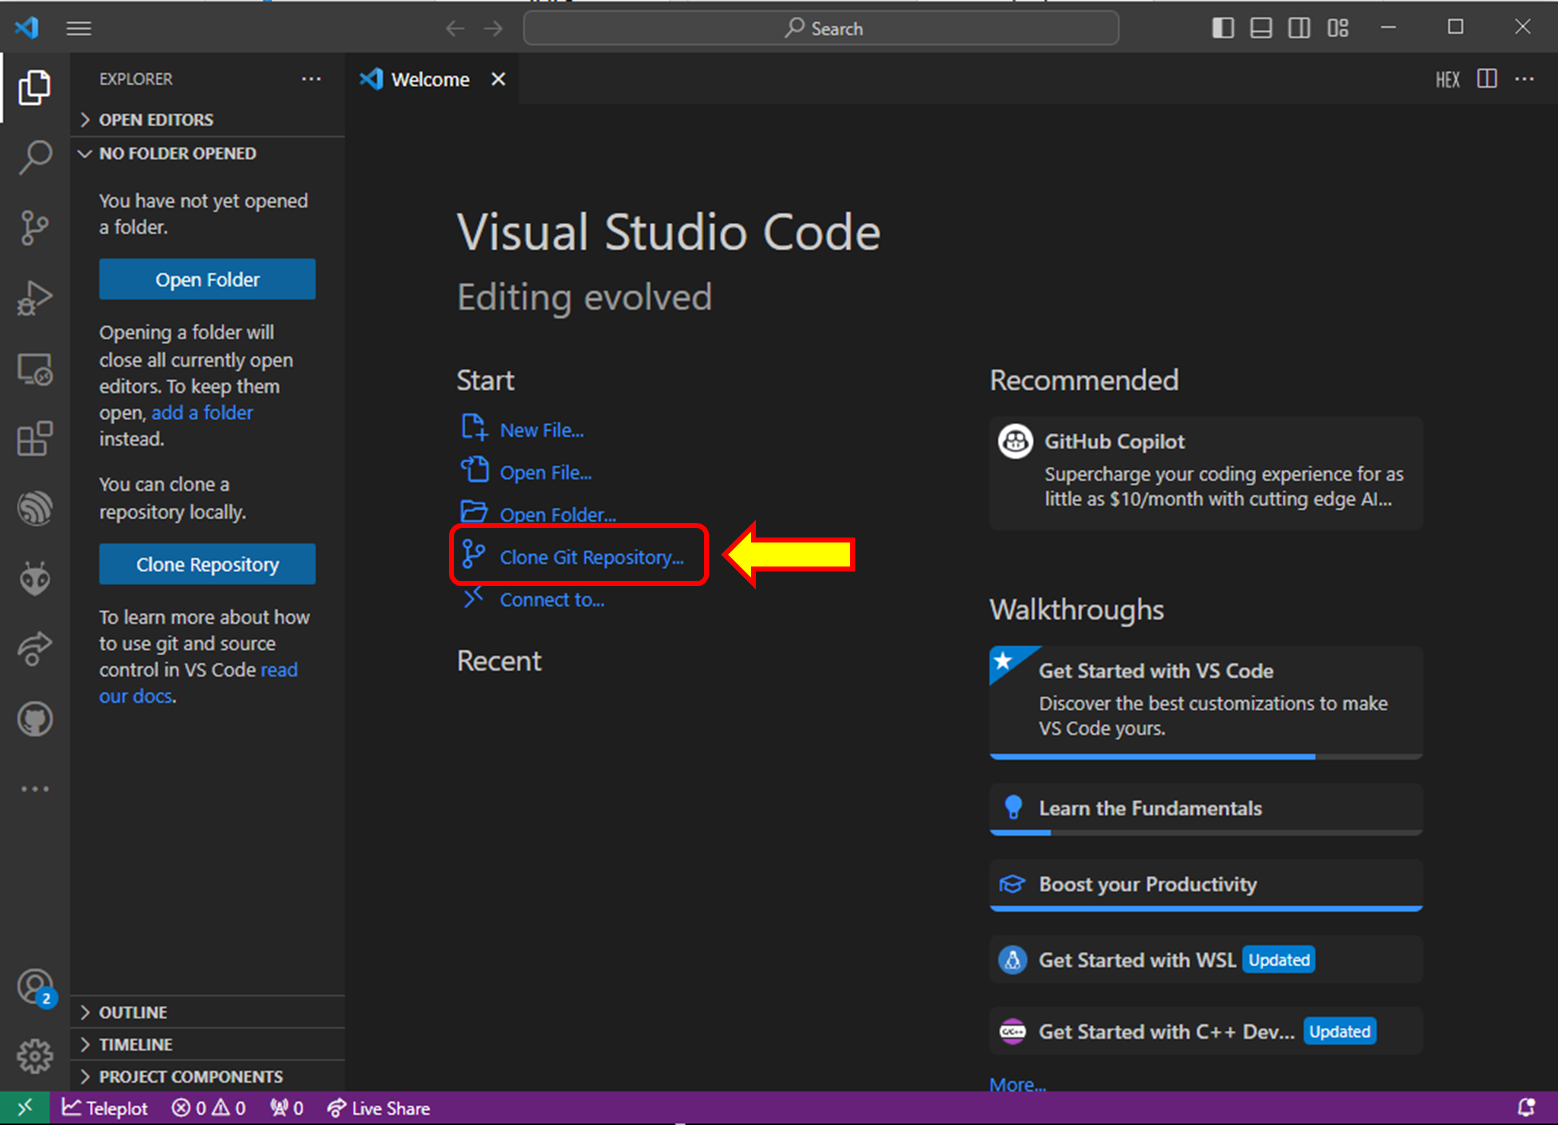 Search
EXPLORER
Welcome
HEX
OPEN EDITORS
NO FOLDER OPENED
You have not yet opened
a folder.
Open Folder
Opening a folder will
close all currently open
editors. To keep them
open, add a folder
instead.
You can clone a
repository locally.
Clone Repository
To learn more about how
to use git and source
control in VS Code read
our docs.
OUTLINE
TIMELINE
PROJECT COMPONENTS
2
Visual Studio Code
Editing evolved
Start
New File...
Open File...
Open Folder...
Clone Git Repository...
Connect to...
Recent
Recommended
GitHub Copilot
Supercharge your coding experience for as
little as $10/month with cutting edge AI...
Walkthroughs
Get Started with VS Code
Discover the best customizations to make
VS Code yours.
Learn the Fundamentals
Boost your Productivity
Get Started with WSL Updated
C/C++ Get Started with C++ Dev... Updated
More...
Teleplot 0 0 0 Live Share